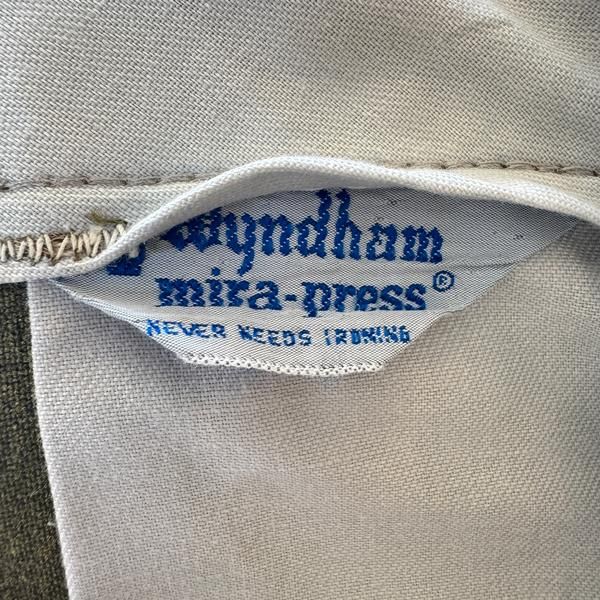 Wyndham
mira-press®
NEVER NEEDS IRONING